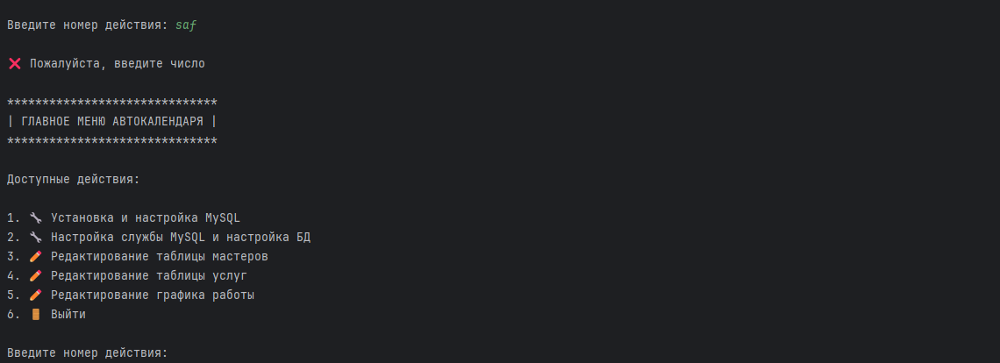 Введите номер действия: saf
❌ Пожалуйста, введите число
******************************
| ГЛАВНОЕ МЕНЮ АВТОКАЛЕНДАРЯ |
******************************
Доступные действия:
1. 🔧 Установка и настройка MySQL
2. 🔧 Настройка службы MySQL и настройка БД
3. ✏️ Редактирование таблицы мастеров
4. ✏️ Редактирование таблицы услуг
5. ✏️ Редактирование графика работы
6. 🚪 Выйти
Введите номер действия: